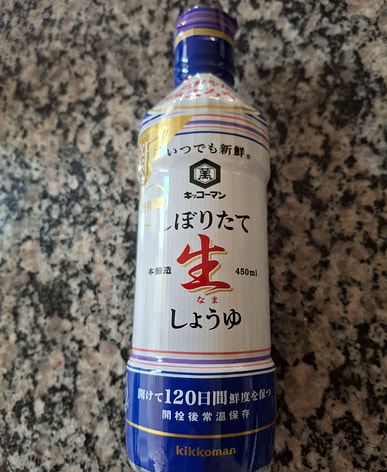 いつでも新鮮®
萬
キッコーマン
しぼりたて
生
なま
本醸造
450ml
しょうゆ
開けて120日間鮮度を保つ
開栓後常温保存
kikkoman